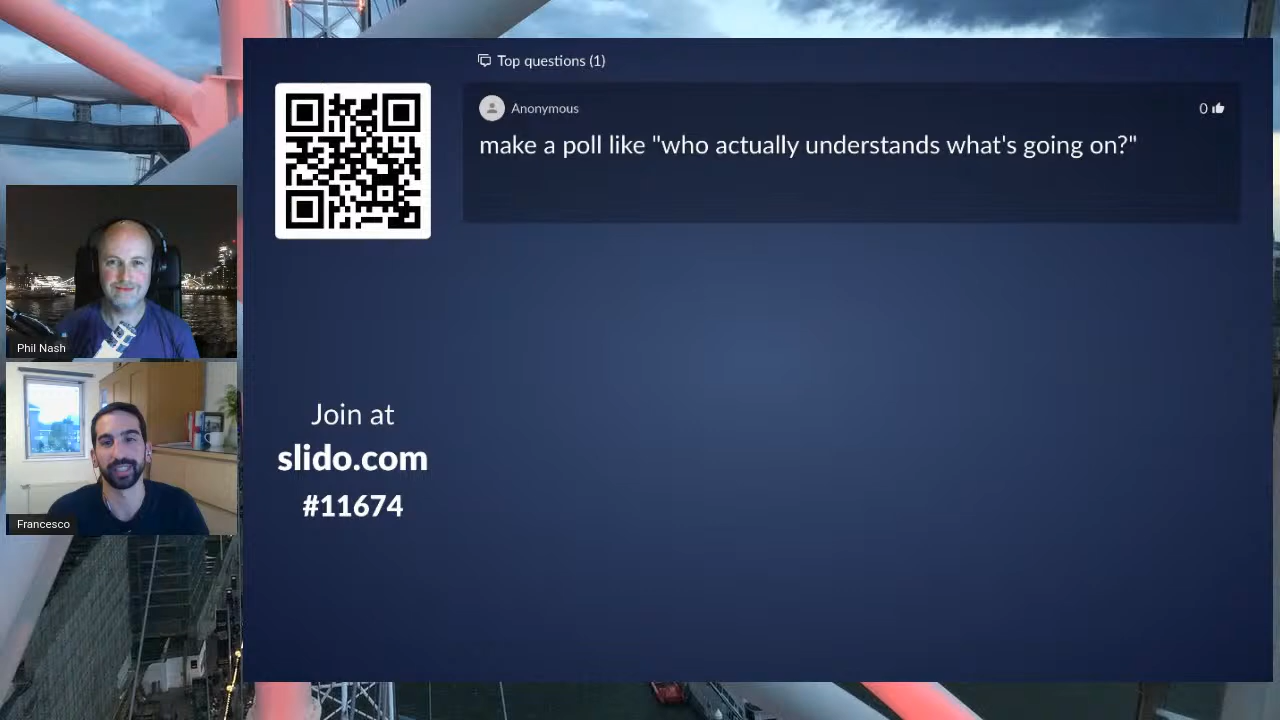 Top questions (1)
Anonymous
0
make a poll like "who actually understands what's going on?"
Phil Nash
Join at
slido.com
#11674
Francesco